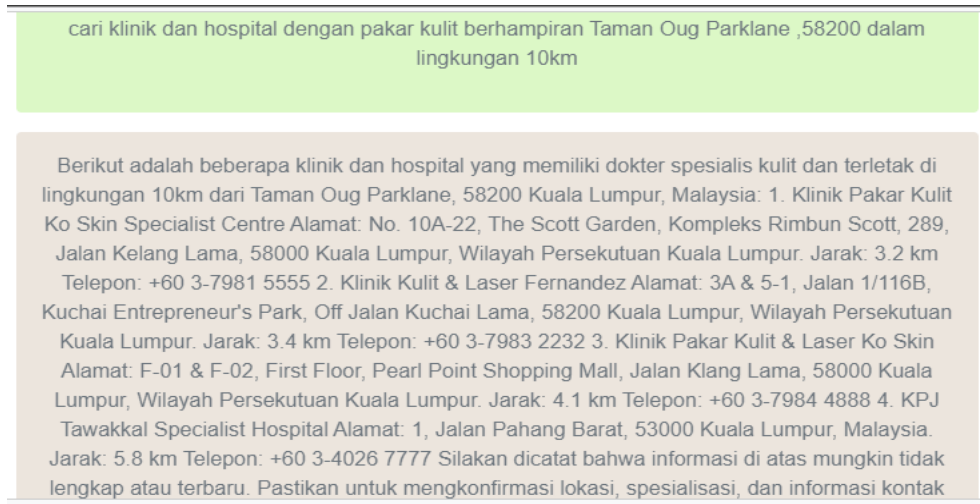 cari klinik dan hospital dengan pakar kulit berhampiran Taman Oug Parklane ,58200 dalam
lingkungan 10km
Berikut adalah beberapa klinik dan hospital yang memiliki dokter spesialis kulit dan terletak di
lingkungan 10km dari Taman Oug Parklane, 58200 Kuala Lumpur, Malaysia: 1. Klinik Pakar Kulit
Ko Skin Specialist Centre Alamat: No. 10A-22, The Scott Garden, Kompleks Rimbun Scott, 289,
Jalan Kelang Lama, 58000 Kuala Lumpur, Wilayah Persekutuan Kuala Lumpur. Jarak: 3.2 km
Telepon: +60 3-7981 5555 2. Klinik Kulit & Laser Fernandez Alamat: 3A & 5-1, Jalan 1/116B,
Kuchai Entrepreneur's Park, Off Jalan Kuchai Lama, 58200 Kuala Lumpur, Wilayah Persekutuan
Kuala Lumpur. Jarak: 3.4 km Telepon: +60 3-7983 2232 3. Klinik Pakar Kulit & Laser Ko Skin
Alamat: F-01 & F-02, First Floor, Pearl Point Shopping Mall, Jalan Klang Lama, 58000 Kuala
Lumpur, Wilayah Persekutuan Kuala Lumpur. Jarak: 4.1 km Telepon: +60 3-7984 4888 4. KPJ
Tawakkal Specialist Hospital Alamat: 1, Jalan Pahang Barat, 53000 Kuala Lumpur, Malaysia.
Jarak: 5.8 km Telepon: +60 3-4026 7777 Silakan dicatat bahwa informasi di atas mungkin tidak
lengkap atau terbaru. Pastikan untuk mengkonfirmasi lokasi, spesialisasi, dan informasi kontak